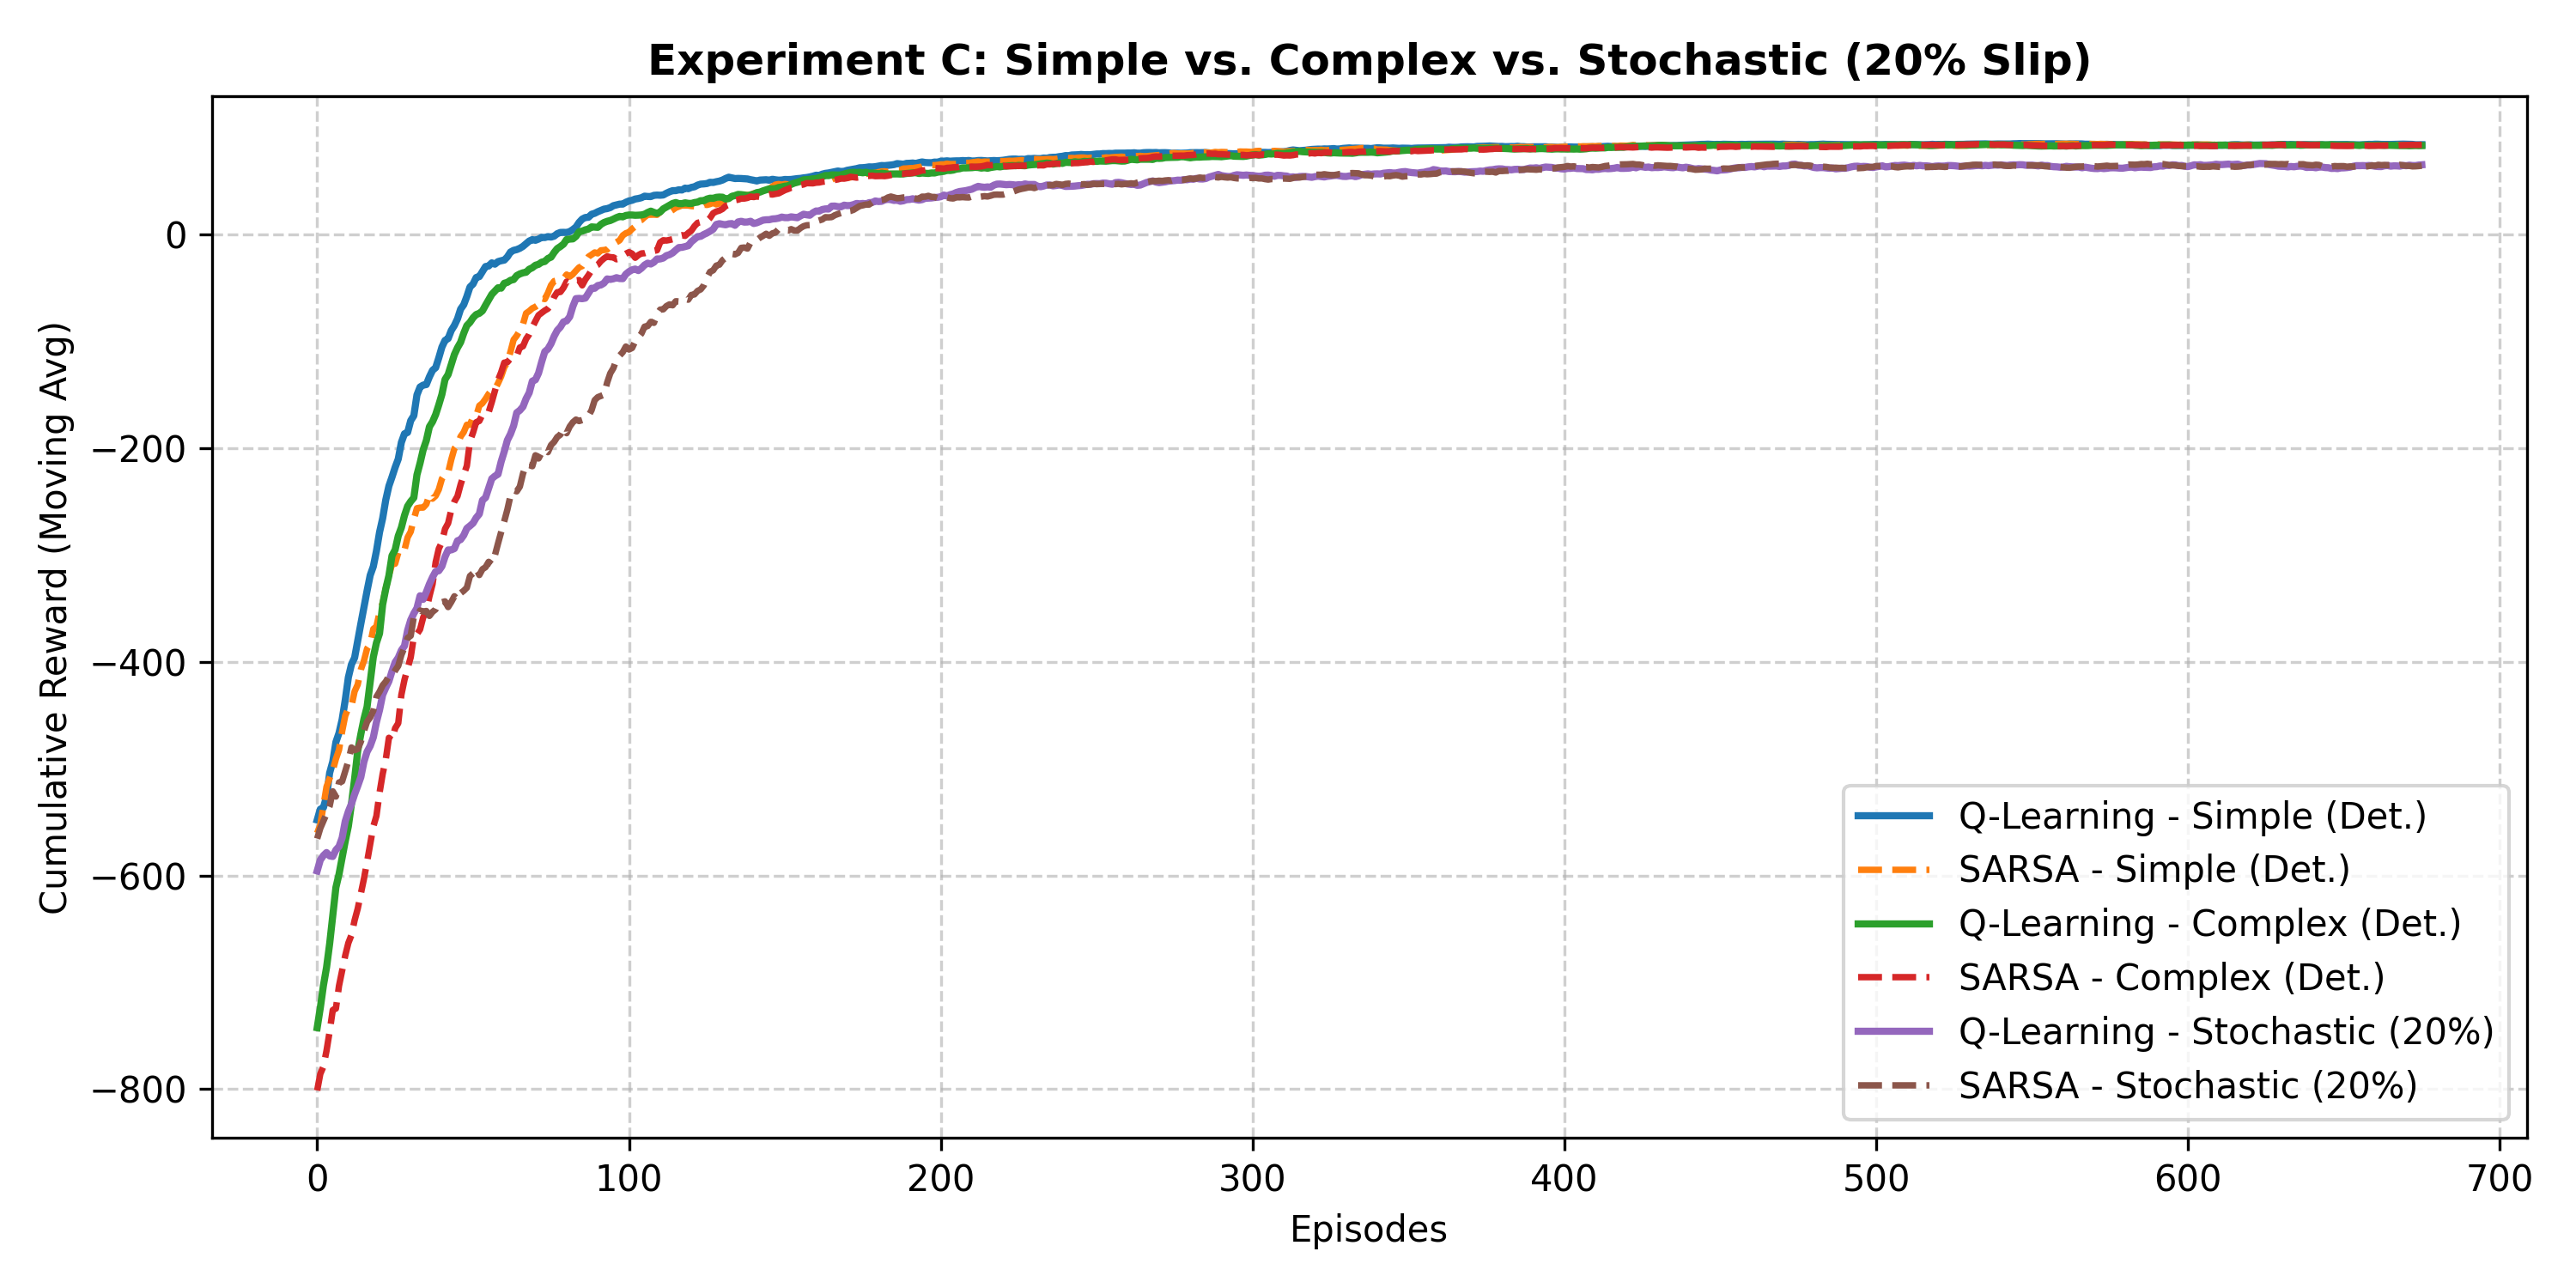 Experiment C: Simple vs. Complex vs. Stochastic (20% Slip)
Cumulative Reward (Moving Avg)
0
−200
−400
−600
−800
Q-Learning - Simple (Det.)
SARSA - Simple (Det.)
Q-Learning - Complex (Det.)
SARSA - Complex (Det.)
Q-Learning - Stochastic (20%)
SARSA - Stochastic (20%)
0 100 200 300 400 500 600 700
Episodes